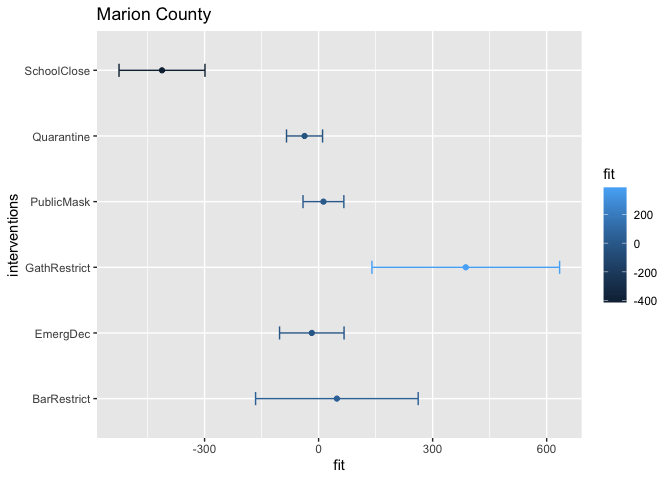 Marion County
SchoolClose
Quarantine
PublicMask
GathRestrict
EmergDec
BarRestrict
interventions
-300
0
300
600
fit
fit
200
0
-200
-400